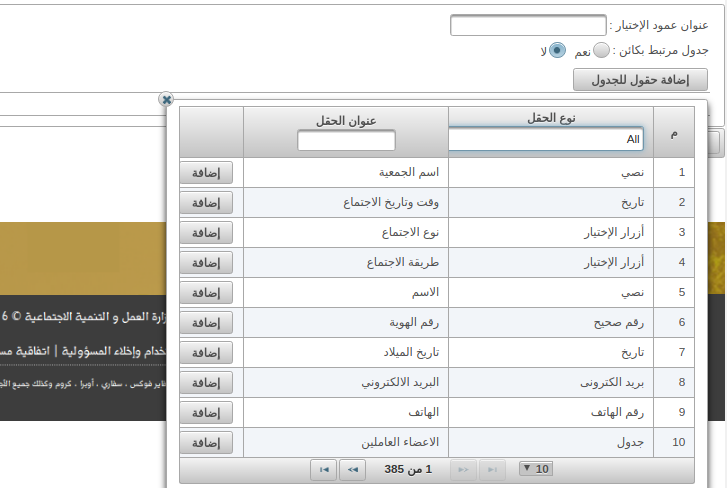 عنوان عمود الإختيار :
جدول مرتبط بكائن : نعم لا
إضافة حقول للجدول
م نوع الحقل عنوان الحقل
All
1 نصي اسم الجمعية إضافة
2 تاريخ وقت وتاريخ الاجتماع إضافة
3 أزرار الإختيار نوع الاجتماع إضافة
4 أزرار الإختيار طريقة الاجتماع إضافة
5 نصي الاسم إضافة
6 رقم صحيح رقم الهوية إضافة
7 تاريخ تاريخ الميلاد إضافة
8 بريد الكترونى البريد الالكتروني إضافة
9 رقم الهاتف الهاتف إضافة
10 جدول الاعضاء العاملين إضافة
10 1 من 385
زارة العمل و التنمية الاجتماعية © 6
خدام وإخلاء المسؤولية | اتفاقية مس
فاير فوكس ، سفاري ، أوبرا ، كروم وكذلك جميع الأج